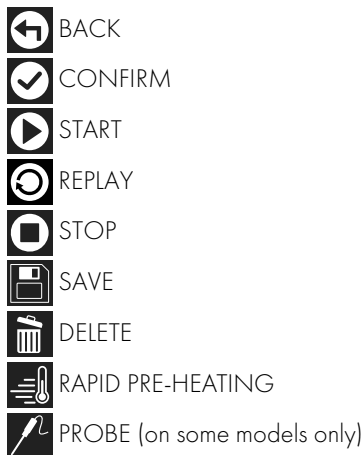 BACK
CONFIRM
START
REPLAY
STOP
SAVE
DELETE
RAPID PRE-HEATING
PROBE (on some models only)